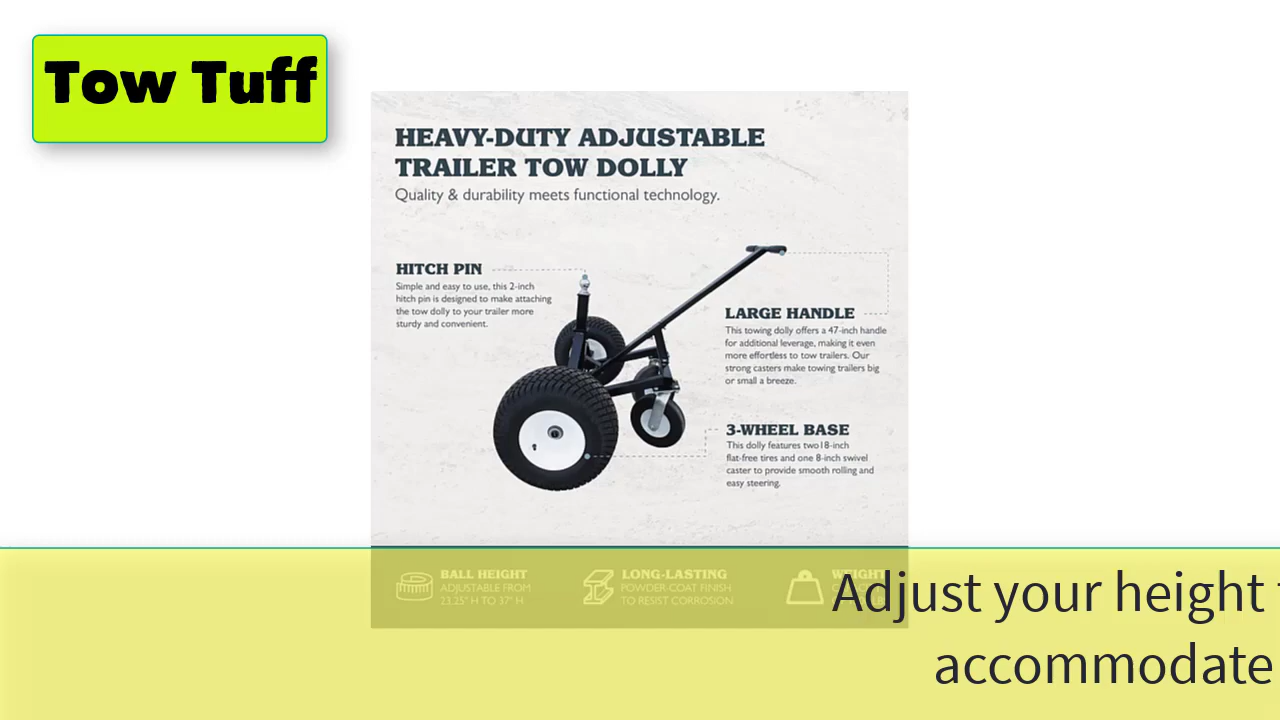 Tow Tuff
HEAVY-DUTY ADJUSTABLE
TRAILER TOW DOLLY
Quality & durability meets functional technology.
HITCH PIN
Simple and easy to use, this 2-inch
hitch pin is designed to make attaching
the tow dolly to your trailer more
sturdy and convenient.
LARGE HANDLE
This towing dolly offers a 47-inch handle
for additional leverage, making it even
more effortless to tow trailers. Our
strong casters make towing trailers big
or small a breeze.
3-WHEEL BASE
This dolly features two18-inch
flat-free tires and one 8-inch swivel
caster to provide smooth rolling and
easy steering.
BALL HEIGHT
ADJUSTABLE FROM
23.25" H TO 37" H
LONG-LASTING
POWDER-COAT FINISH
TO RESIST CORROSION
WEIGHT
Adjust your height
accommodate